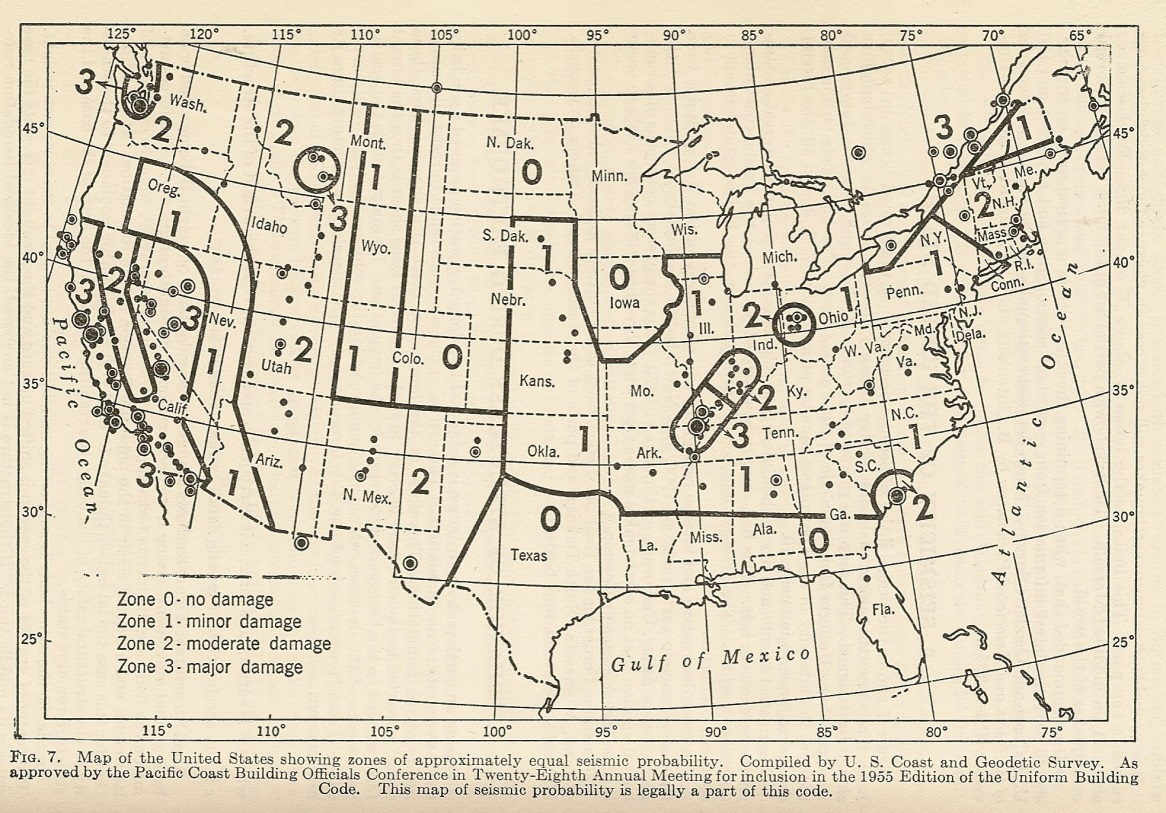 125° 120° 115° 110° 105° 100° 95° 90° 85° 80° 75° 70° 65°
3
Wash.
2
2
Mont.
1
N. Dak.
0
Minn.
3
1
45°
45°
Oreg.
1
Idaho
3
Wyo.
S. Dak.
1
Wis.
Mich.
Vt.
2
N.H.
Me.
Mass
N.Y.
R.I.
Conn.
40°
40°
2
3
3
Nev.
1
Utah
2
1
Colo.
0
Nebr.
0
Iowa
1
Ill.
2
Ind.
Ohio
1
Penn.
1
N.J.
Md.
Dela.
W. Va.
Va.
35°
35°
Calif.
Kans.
Mo.
2
Ky.
3
Tenn.
N.C.
1
3
1
Ariz.
N. Mex.
2
Okla.
1
Ark.
1
S.C.
2
30°
30°
0
Texas
La.
Miss.
Ala.
Ga.
0
Fla.
Pacific Ocean
Atlantic Ocean
Gulf of Mexico
25°
25°
Zone 0 - no damage
Zone 1 - minor damage
Zone 2 - moderate damage
Zone 3 - major damage
115° 110° 105° 100° 95° 90° 85° 80° 75°
Fig. 7. Map of the United States showing zones of approximately equal seismic probability. Compiled by U. S. Coast and Geodetic Survey. As
approved by the Pacific Coast Building Officials Conference in Twenty-Eighth Annual Meeting for inclusion in the 1955 Edition of the Uniform Building
Code. This map of seismic probability is legally a part of this code.